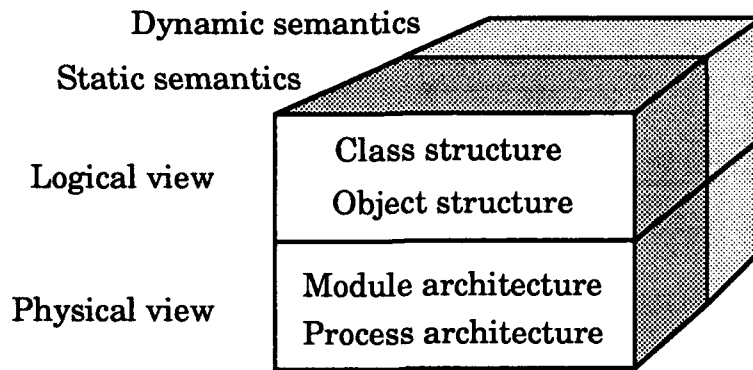 Dynamic semantics
Static semantics
Logical view
Class structure
Object structure
Physical view
Module architecture
Process architecture